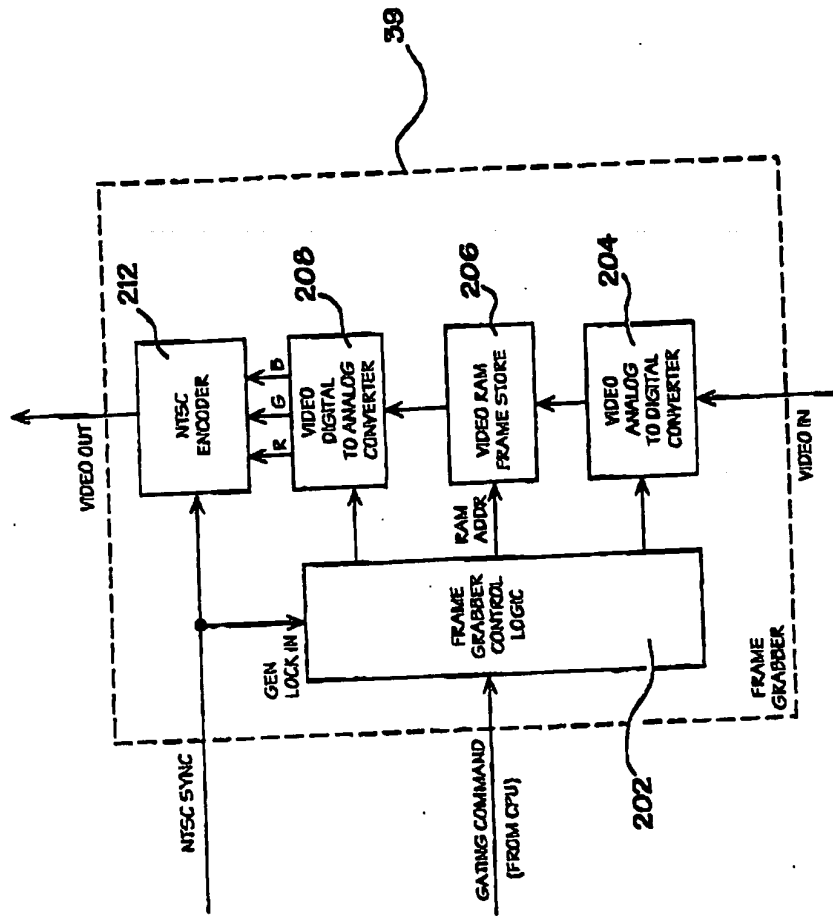 39
VIDEO OUT
212
NTSC
ENCODER
R
G
B
208
VIDEO
DIGITAL
TO ANALOG
CONVERTER
206
VIDEO RAM
FRAME STORE
RAM
ADDR
204
VIDEO
ANALOG
TO DIGITAL
CONVERTER
VIDEO IN
NTSC SYNC
GEN
LOCK IN
FRAME
GRABBER
CONTROL
LOGIC
GATING COMMAND
(FROM CPU)
202
FRAME
GRABBER